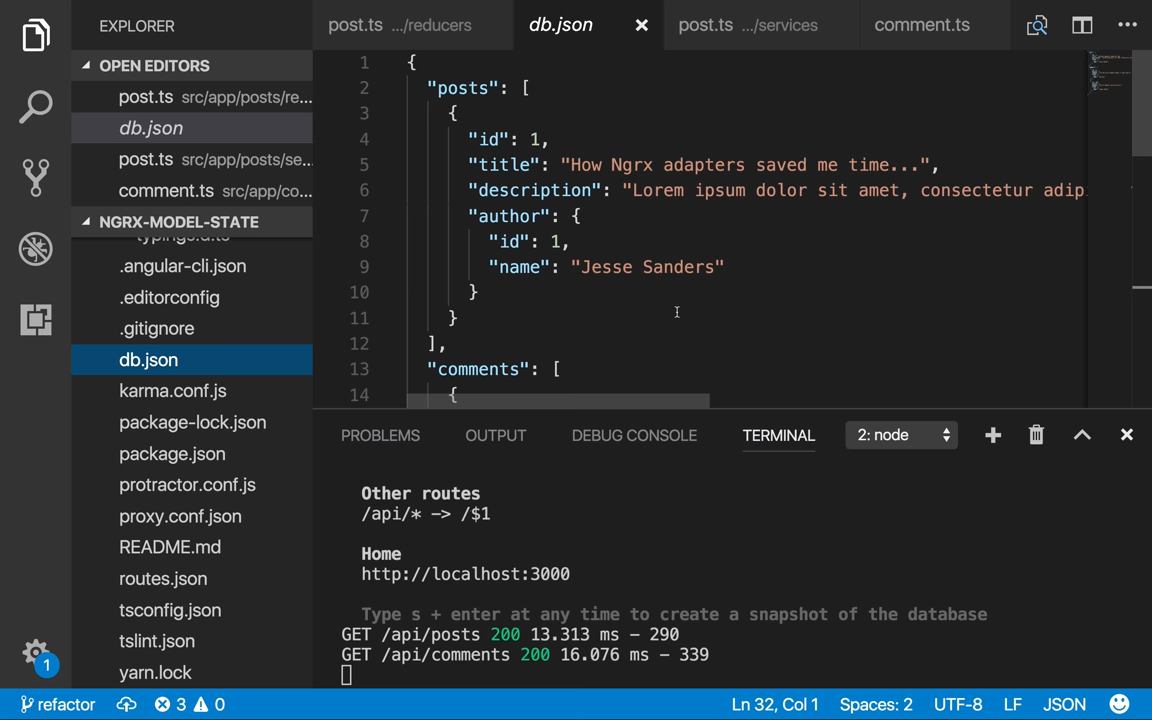 EXPLORER
post.ts .../reducers
db.json
post.ts .../services
comment.ts
OPEN EDITORS
post.ts src/app/posts/re...
db.json
post.ts src/app/posts/se...
comment.ts src/app/co...
NGRX-MODEL-STATE
typings.d.ts
.angular-cli.json
.editorconfig
.gitignore
db.json
karma.conf.js
package-lock.json
package.json
protractor.conf.js
proxy.conf.json
README.md
routes.json
tsconfig.json
tslint.json
yarn.lock
1
1 {
2 "posts": [
3 {
4 "id": 1,
5 "title": "How Ngrx adapters saved me time...",
6 "description": "Lorem ipsum dolor sit amet, consectetur adip
7 "author": {
8 "id": 1,
9 "name": "Jesse Sanders"
10 }
11 }
12 ],
13 "comments": [
14 {
PROBLEMS OUTPUT DEBUG CONSOLE TERMINAL 2: node
Other routes
/api/* -> /$1
Home
http://localhost:3000
Type s + enter at any time to create a snapshot of the database
GET /api/posts 200 13.313 ms - 290
GET /api/comments 200 16.076 ms - 339
refactor 3 0 Ln 32, Col 1 Spaces: 2 UTF-8 LF JSON